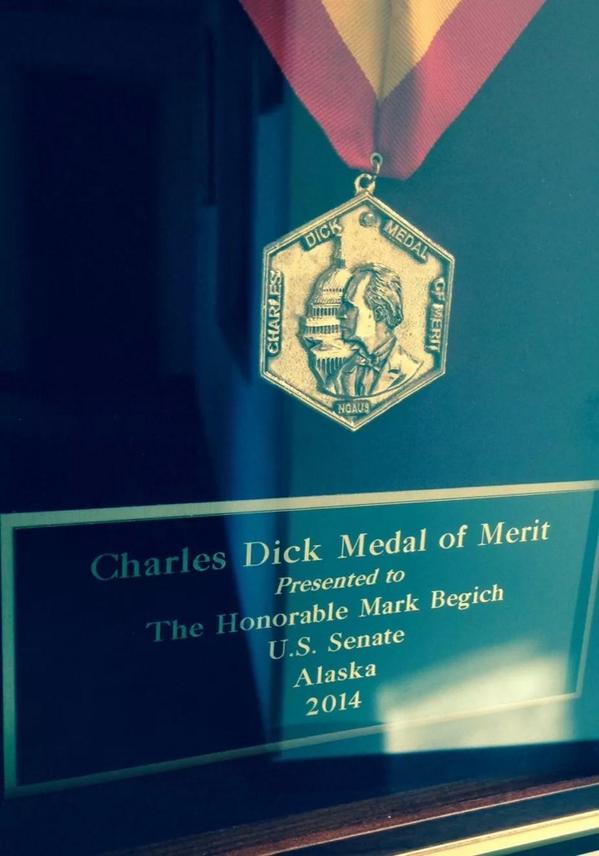 CHARLES DICK MEDAL OF MERIT
NGAUS
Charles Dick Medal of Merit
Presented to
The Honorable Mark Begich
U.S. Senate
Alaska
2014